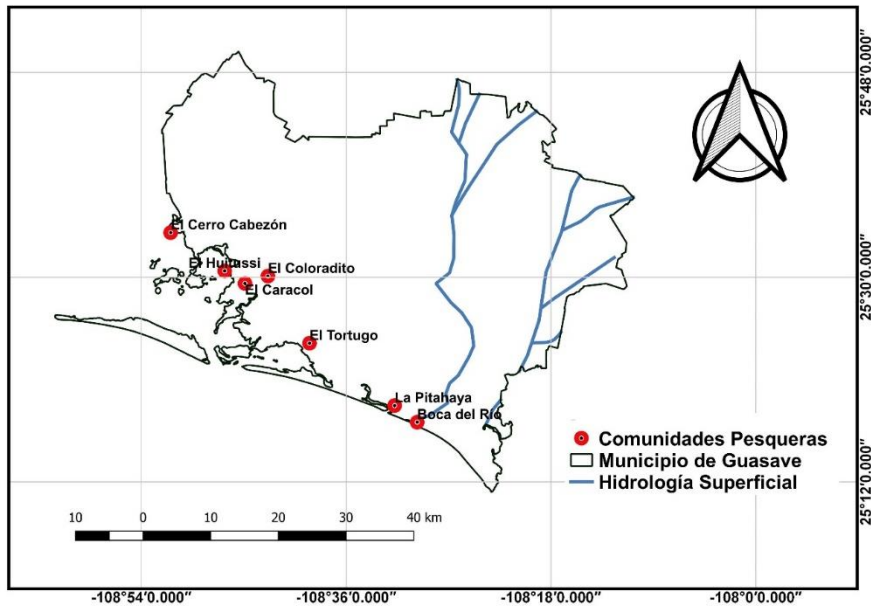 25°48'0.000"
El Cerro Cabezón
El Huitussi
El Coloradito
El Caracol
25°30'0.000"
El Tortugo
La Pitahaya
Boca del Río
Comunidades Pesqueras
Municipio de Guasave
Hidrología Superficial
25°12'0.000"
10 0 10 20 30 40 km
-108°54'0.000" -108°36'0.000" -108°18'0.000" -108°0'0.000"